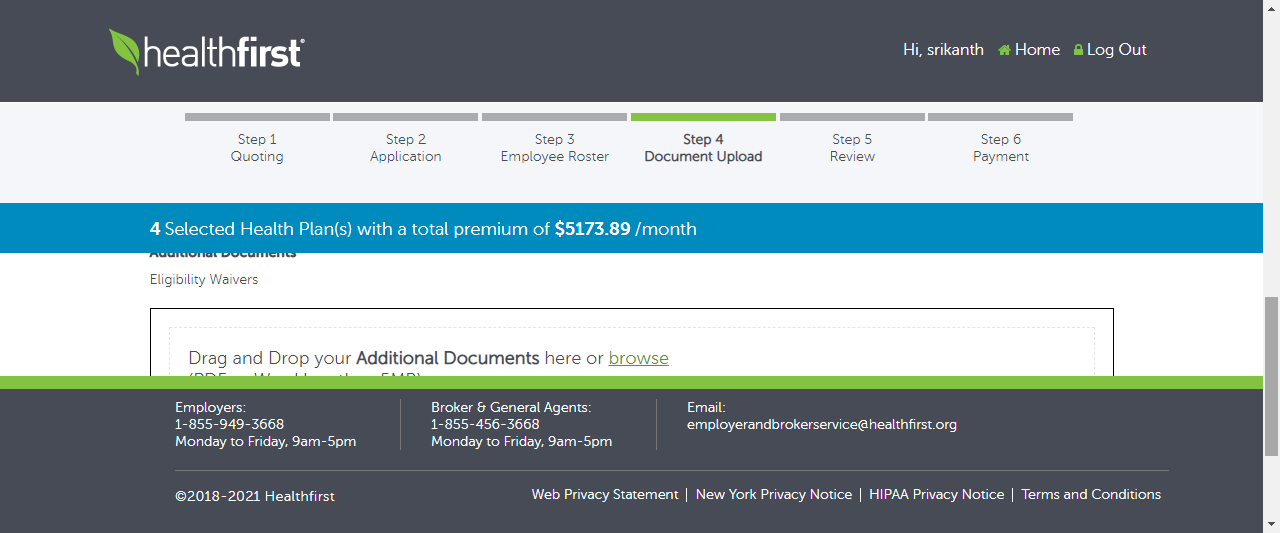 healthfirst®
Hi, srikanth Home Log Out
Step 1
Quoting
Step 2
Application
Step 3
Employee Roster
Step 4
Document Upload
Step 5
Review
Step 6
Payment
4 Selected Health Plan(s) with a total premium of $5173.89 /month
Additional Documents
Eligibility Waivers
Drag and Drop your Additional Documents here or browse
Employers:
1-855-949-3668
Monday to Friday, 9am-5pm
Broker & General Agents:
1-855-456-3668
Monday to Friday, 9am-5pm
Email:
employerandbrokerservice@healthfirst.org
©2018-2021 Healthfirst
Web Privacy Statement | New York Privacy Notice | HIPAA Privacy Notice | Terms and Conditions